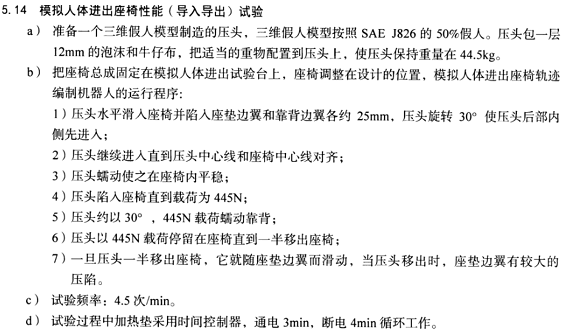 5.14 模拟人体进出座椅性能（导入导出）试验
a） 准备一个三维假人模型制造的压头，三维假人模型按照 SAE J826 的 50%假人。压头包一层
12mm 的泡沫和牛仔布，把适当的重物配置到压头上，使压头保持重量在 44.5kg。
b） 把座椅总成固定在模拟人体进出试验台上，座椅调整在设计的位置，模拟人体进出座椅轨迹
编制机器人的运行程序：
1）压头水平滑入座椅并陷入座垫边翼和靠背边翼各约 25mm，压头旋转 30° 使压头后部内
侧先进入；
2）压头继续进入直到压头中心线和座椅中心线对齐；
3）压头蠕动使之在座椅内平稳；
4）压头陷入座椅直到载荷为 445N；
5）压头约以 30° ，445N 载荷蠕动靠背；
6）压头以 445N 载荷停留在座椅直到一半移出座椅；
7）一旦压头一半移出座椅，它就随座垫边翼而滑动，当压头移出时，座垫边翼有较大的
压陷。
c） 试验频率：4.5 次/min。
d） 试验过程中加热垫采用时间控制器，通电 3min，断电 4min 循环工作。